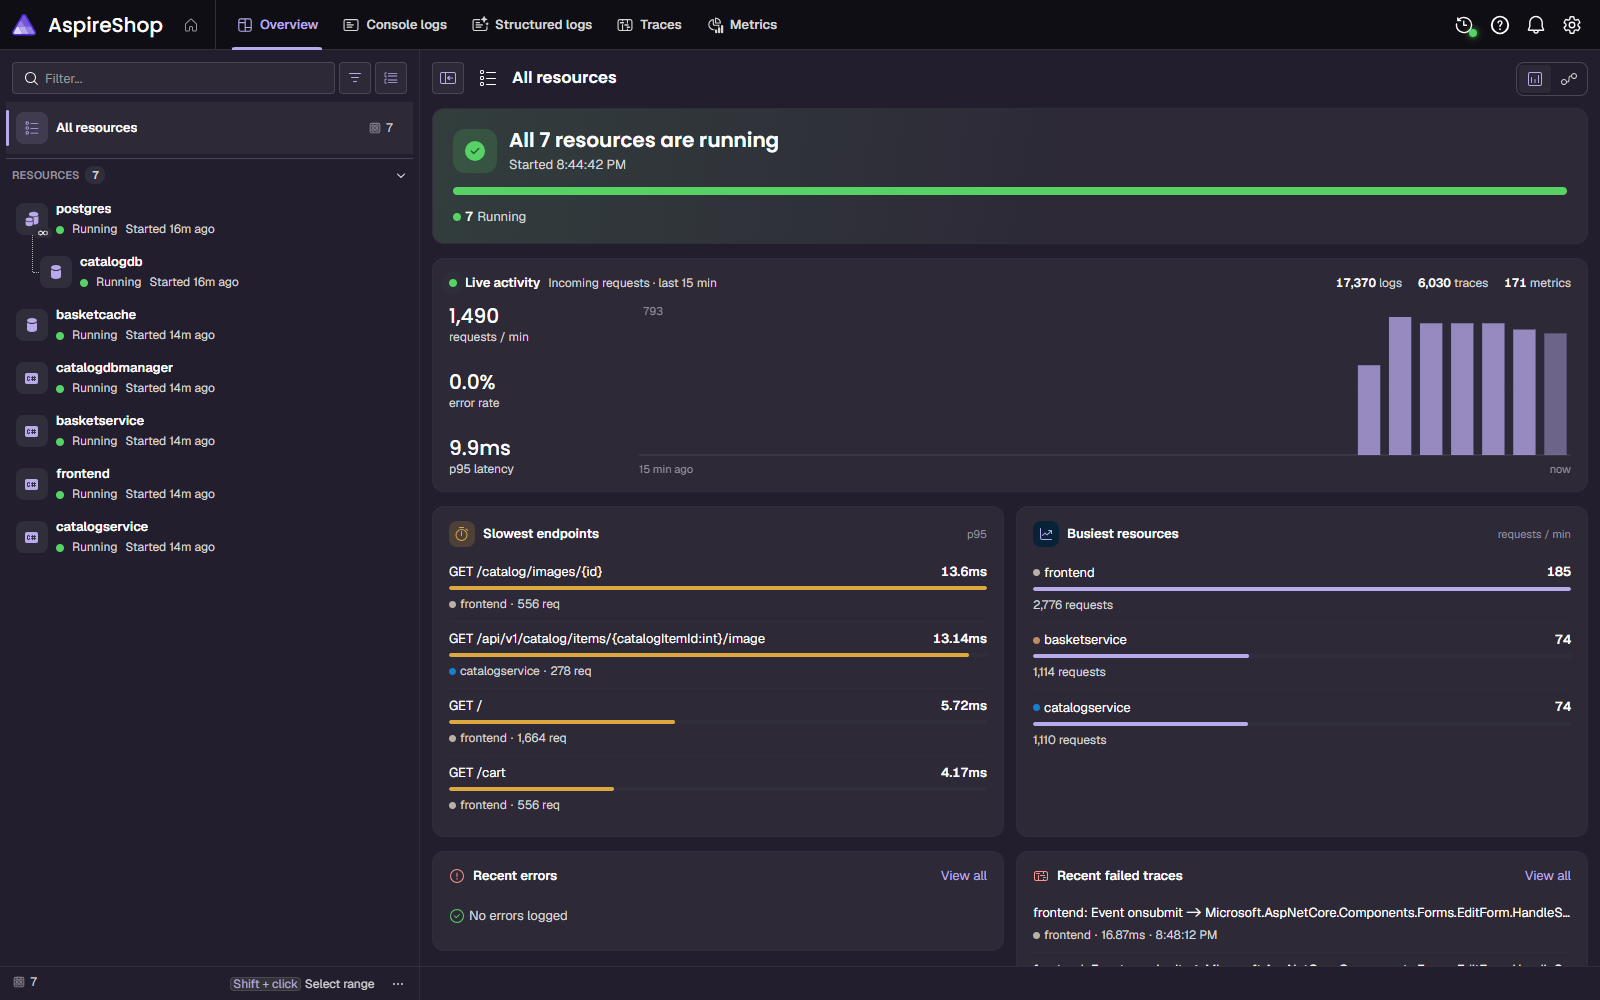 AspireShop
Overview
Console logs
Structured logs
Traces
Metrics
Filter...
All resources
7
RESOURCES 7
postgres
Running Started 16m ago
catalogdb
Running Started 16m ago
basketcache
Running Started 14m ago
catalogdbmanager
C#
Running Started 14m ago
basketservice
C#
Running Started 14m ago
frontend
C#
Running Started 14m ago
catalogservice
C#
Running Started 14m ago
7
Shift + click Select range
...
All resources
All 7 resources are running
Started 8:44:42 PM
7 Running
Live activity Incoming requests · last 15 min
17,370 logs 6,030 traces 171 metrics
1,490
requests / min
0.0%
error rate
9.9ms
p95 latency
793
15 min ago
now
Slowest endpoints
p95
GET /catalog/images/{id} 13.6ms
frontend · 556 req
GET /api/v1/catalog/items/{catalogItemId:int}/image 13.14ms
catalogservice · 278 req
GET / 5.72ms
frontend · 1,664 req
GET /cart 4.17ms
frontend · 556 req
Busiest resources
requests / min
frontend 185
2,776 requests
basketservice 74
1,114 requests
catalogservice 74
1,110 requests
Recent errors
View all
No errors logged
Recent failed traces
View all
frontend: Event onsubmit -> Microsoft.AspNetCore.Components.Forms.EditForm.HandleS...
frontend · 16.87ms · 8:48:12 PM